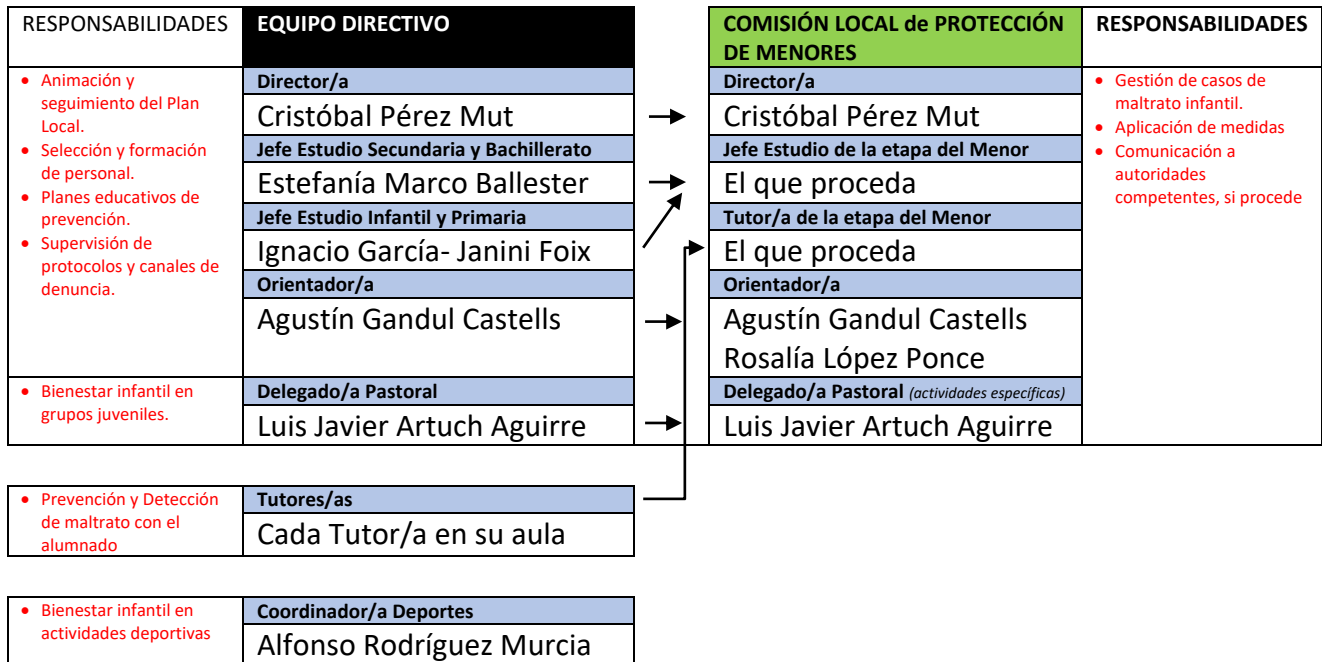 RESPONSABILIDADES
EQUIPO DIRECTIVO
COMISIÓN LOCAL de PROTECCIÓN
DE MENORES
RESPONSABILIDADES
• Animación y
seguimiento del Plan
Local.
• Selección y formación
de personal.
• Planes educativos de
prevención.
• Supervisión de
protocolos y canales de
denuncia.
Director/a
Cristóbal Pérez Mut
Jefe Estudio Secundaria y Bachillerato
Estefanía Marco Ballester
Jefe Estudio Infantil y Primaria
Ignacio García- Janini Foix
Orientador/a
Agustín Gandul Castells
Director/a
Cristóbal Pérez Mut
Jefe Estudio de la etapa del Menor
El que proceda
Tutor/a de la etapa del Menor
El que proceda
Orientador/a
Agustín Gandul Castells
Rosalía López Ponce
• Gestión de casos de
maltrato infantil.
• Aplicación de medidas
• Comunicación a
autoridades
competentes, si procede
• Bienestar infantil en
grupos juveniles.
Delegado/a Pastoral
Luis Javier Artuch Aguirre
Delegado/a Pastoral (actividades específicas)
Luis Javier Artuch Aguirre
• Prevención y Detección
de maltrato con el
alumnado
Tutores/as
Cada Tutor/a en su aula
• Bienestar infantil en
actividades deportivas
Coordinador/a Deportes
Alfonso Rodríguez Murcia